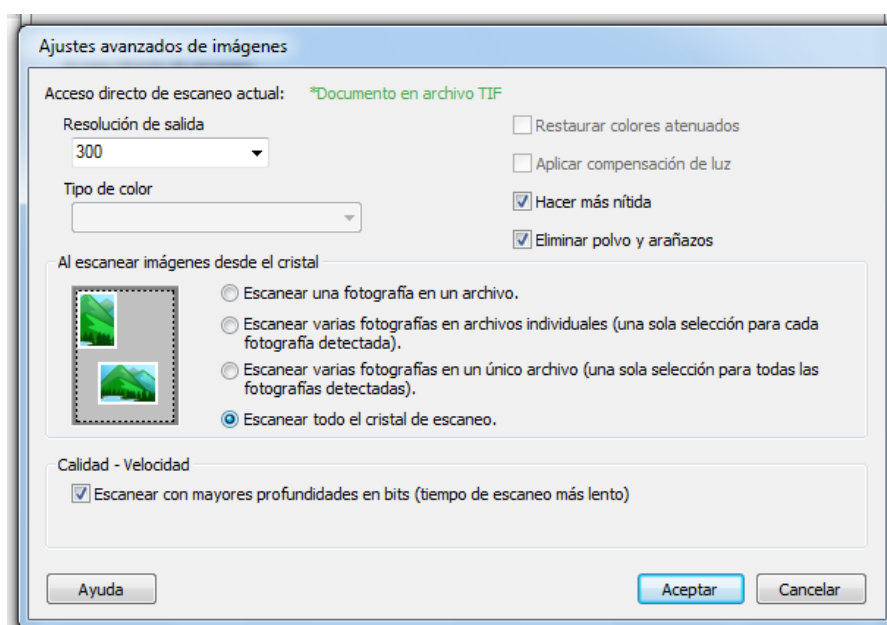 Ajustes avanzados de imágenes
Acceso directo de escaneo actual: *Documento en archivo TIF
Resolución de salida
300
Tipo de color
Restaurar colores atenuados
Aplicar compensación de luz
Hacer más nítida
Eliminar polvo y arañazos
Al escanear imágenes desde el cristal
Escanear una fotografía en un archivo.
Escanear varias fotografías en archivos individuales (una sola selección para cada
fotografía detectada).
Escanear varias fotografías en un único archivo (una sola selección para todas las
fotografías detectadas).
Escanear todo el cristal de escaneo.
Calidad - Velocidad
Escanear con mayores profundidades en bits (tiempo de escaneo más lento)
Ayuda
Aceptar
Cancelar